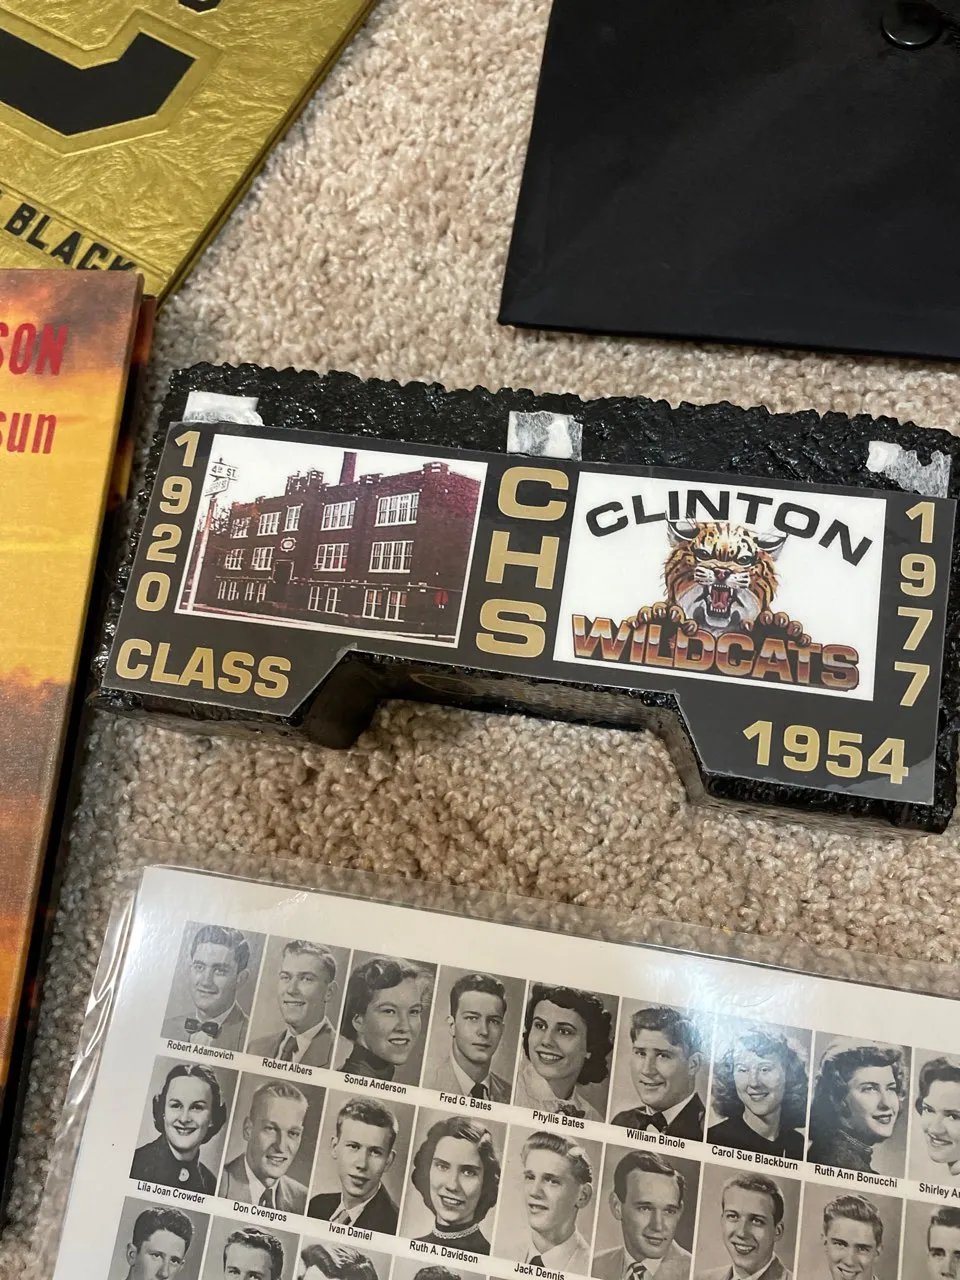 BLACK
SON
sun
1920
4TH ST.
CHS
CLINTON
WILDCATS
1977
CLASS
1954
Robert Adamovich
Robert Albers
Sonda Anderson
Fred G. Bates
Phyllis Bates
William Binole
Carol Sue Blackburn
Ruth Ann Bonucchi
Shirley
Lila Joan Crowder
Don Cvengros
Ivan Daniel
Ruth A. Davidson
Jack Dennis